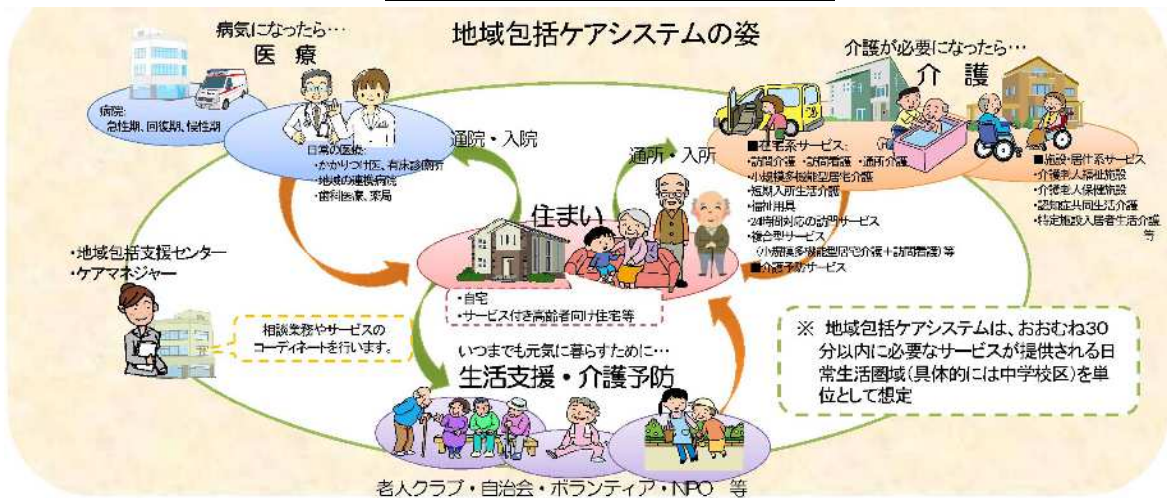 地域包括ケアシステムの姿
病気になったら…
医 療
介護が必要になったら…
介 護
病院:
急性期、回復期、慢性期
日常の医療:
・かかりつけ医、有床診療所
・地域の連携病院
・歯科医療、薬局
通院・入院
通所・入所
■在宅系サービス:
・訪問介護 ・訪問看護 ・通所介護
・小規模多機能型居宅介護
・短期入所生活介護
・福祉用具
・24時間対応の訪問サービス
・複合型サービス
(小規模多機能型居宅介護+訪問看護)等
■介護予防サービス
■施設・居住系サービス
・介護老人福祉施設
・介護老人保健施設
・認知症共同生活介護
・特定施設入居者生活介護
等
住まい
・自宅
・サービス付き高齢者向け住宅等
・地域包括支援センター
・ケアマネジャー
相談業務やサービスの
コーディネートを行います。
いつまでも元気に暮らすために…
生活支援・介護予防
老人クラブ・自治会・ボランティア・NPO 等
※ 地域包括ケアシステムは、おおむね30
分以内に必要なサービスが提供される日
常生活圏域(具体的には中学校区)を単
位として想定